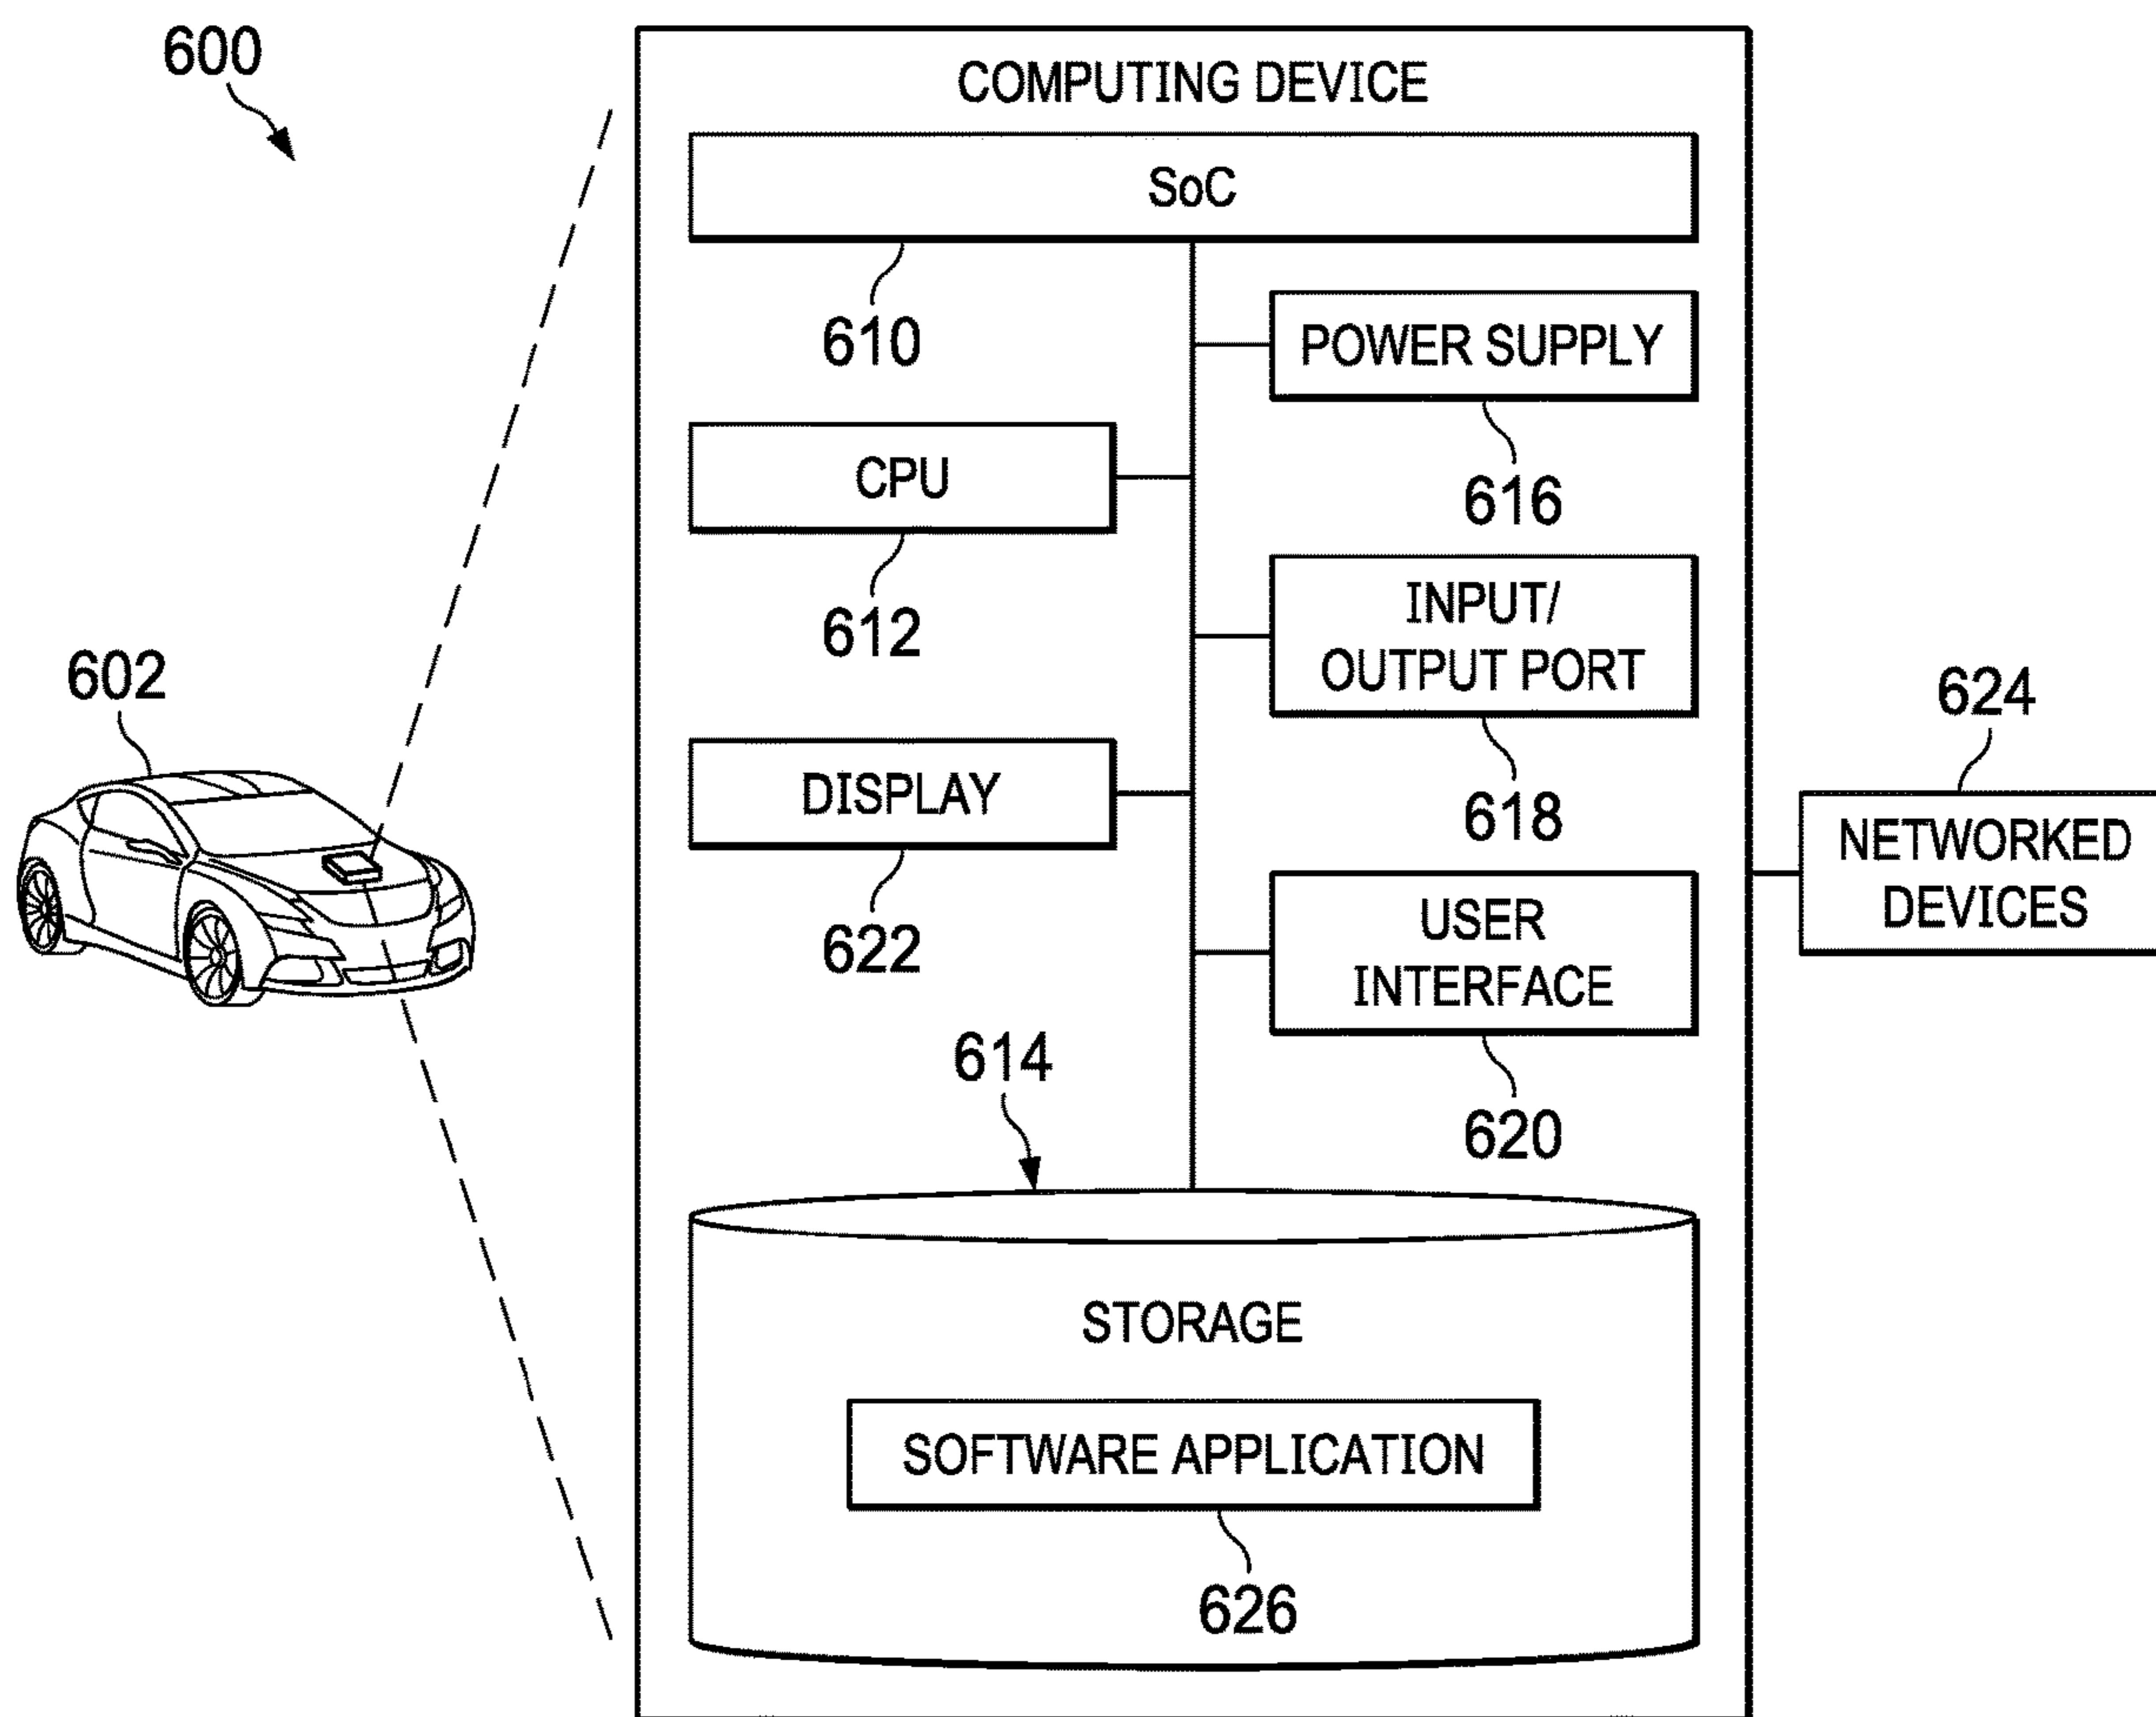 600
COMPUTING DEVICE
SoC
610
POWER SUPPLY
616
CPU
612
INPUT/
OUTPUT PORT
618
602
DISPLAY
622
624
NETWORKED
DEVICES
USER
INTERFACE
620
614
STORAGE
SOFTWARE APPLICATION
626